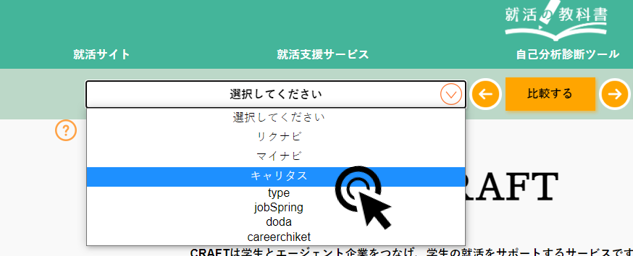 就活の教科書
就活サイト 就活支援サービス 自己分析診断ツール
選択してください 比較する
?
選択してください
リクナビ
マイナビ
キャリタス
type
jobSpring
doda
careerchiket
RAFT
CRAFTは学生とエージェント企業をつなげ、学生の就活をサポートするサービスです